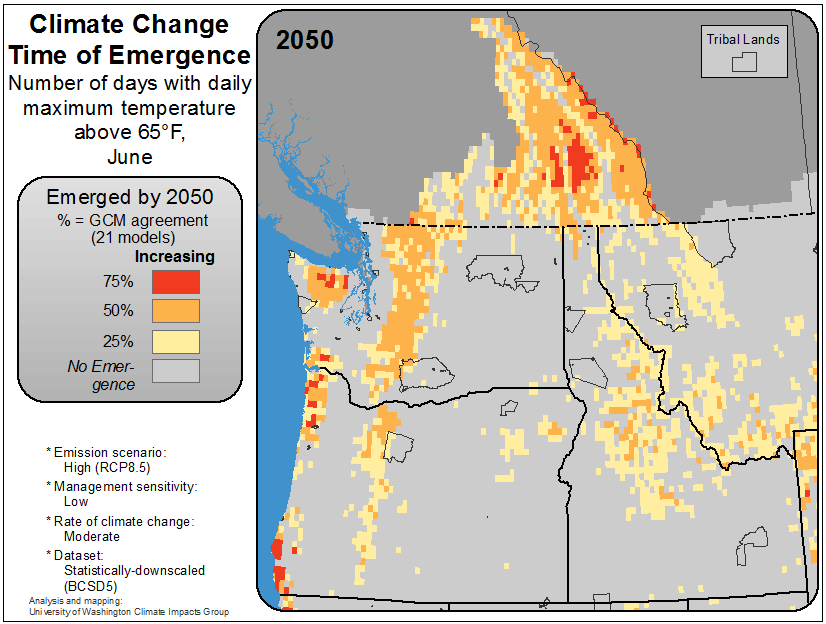 Climate Change
Time of Emergence
Number of days with daily
maximum temperature
above 65°F,
June
Emerged by 2050
% = GCM agreement
(21 models)
Increasing
75%
50%
25%
No Emer-
gence
* Emission scenario:
High (RCP8.5)
* Management sensitivity:
Low
* Rate of climate change:
Moderate
* Dataset:
Statistically-downscaled
(BCSD5)
Analysis and mapping:
University of Washington Climate Impacts Group
2050
Tribal Lands